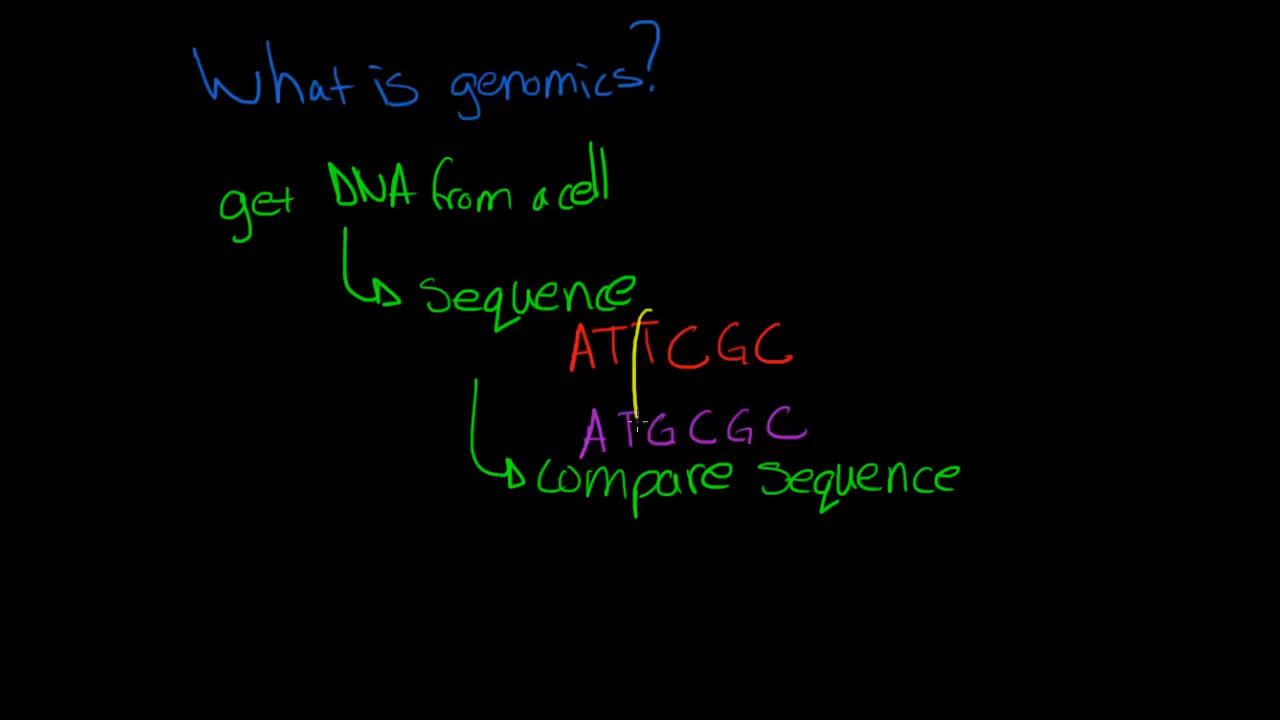 What is genomics?
get DNA from a cell
sequence
ATTCGC
ATGCGC
compare sequence